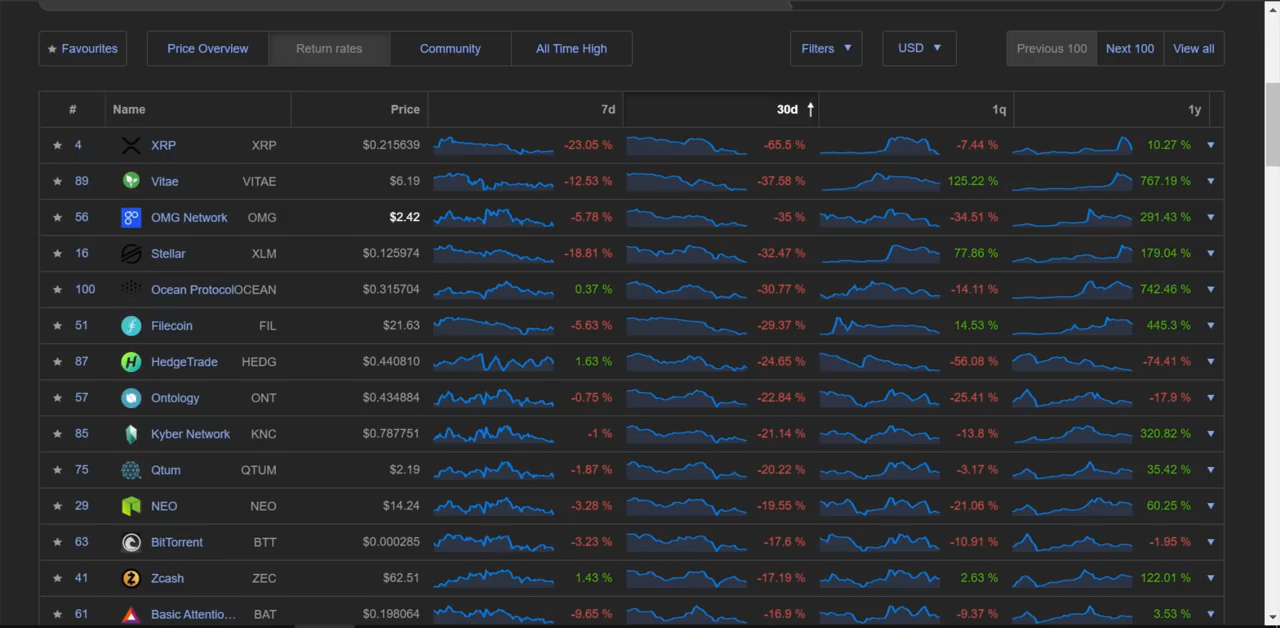 ★ Favourites Price Overview Return rates Community All Time High Filters ▼ USD ▼ Previous 100 Next 100 View all
# Name Price 7d 30d ↑ 1q 1y
★ 4 XRP XRP $0.215639 -23.05 % -65.5 % -7.44 % 10.27 % ▼
★ 89 Vitae VITAE $6.19 -12.53 % -37.58 % 125.22 % 767.19 % ▼
★ 56 OMG Network OMG $2.42 -5.78 % -35 % -34.51 % 291.43 % ▼
★ 16 Stellar XLM $0.125974 -18.81 % -32.47 % 77.86 % 179.04 % ▼
★ 100 Ocean Protocol OCEAN $0.315704 0.37 % -30.77 % -14.11 % 742.46 % ▼
★ 51 Filecoin FIL $21.63 -5.63 % -29.37 % 14.53 % 445.3 % ▼
★ 87 HedgeTrade HEDG $0.440810 1.63 % -24.65 % -56.08 % -74.41 % ▼
★ 57 Ontology ONT $0.434884 -0.75 % -22.84 % -25.41 % -17.9 % ▼
★ 85 Kyber Network KNC $0.787751 -1 % -21.14 % -13.8 % 320.82 % ▼
★ 75 Qtum QTUM $2.19 -1.87 % -20.22 % -3.17 % 35.42 % ▼
★ 29 NEO NEO $14.24 -3.28 % -19.55 % -21.06 % 60.25 % ▼
★ 63 BitTorrent BTT $0.000285 -3.23 % -17.6 % -10.91 % -1.95 % ▼
★ 41 Zcash ZEC $62.51 1.43 % -17.19 % 2.63 % 122.01 % ▼
★ 61 Basic Attentio... BAT $0.198064 -9.65 % -16.9 % -9.37 % 3.53 % ▼